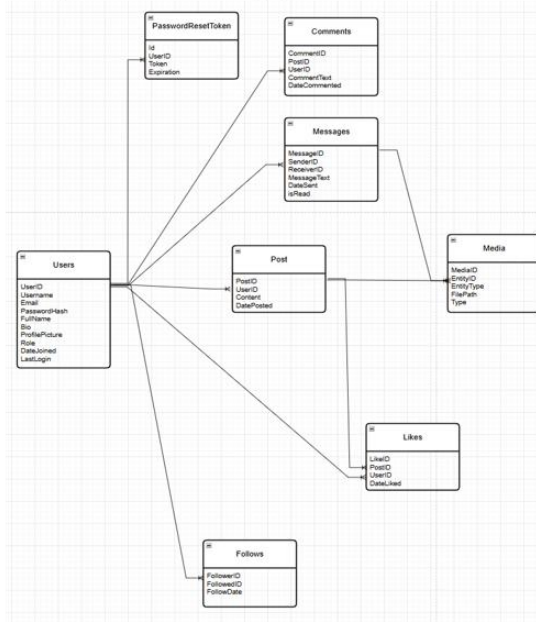 PasswordResetToken
Id
UserID
Token
Expiration
Comments
CommentID
PostID
UserID
CommentText
DateCommented
Messages
MessageID
SenderID
ReceiverID
MessageText
DateSent
isRead
Users
UserID
Username
Email
PasswordHash
FullName
Bio
ProfilePicture
Role
DateJoined
LastLogin
Post
PostID
UserID
Content
DatePosted
Media
MediaID
EntityID
EntityType
FilePath
Type
Likes
LikeID
PostID
UserID
DateLiked
Follows
FollowerID
FollowedID
FollowDate